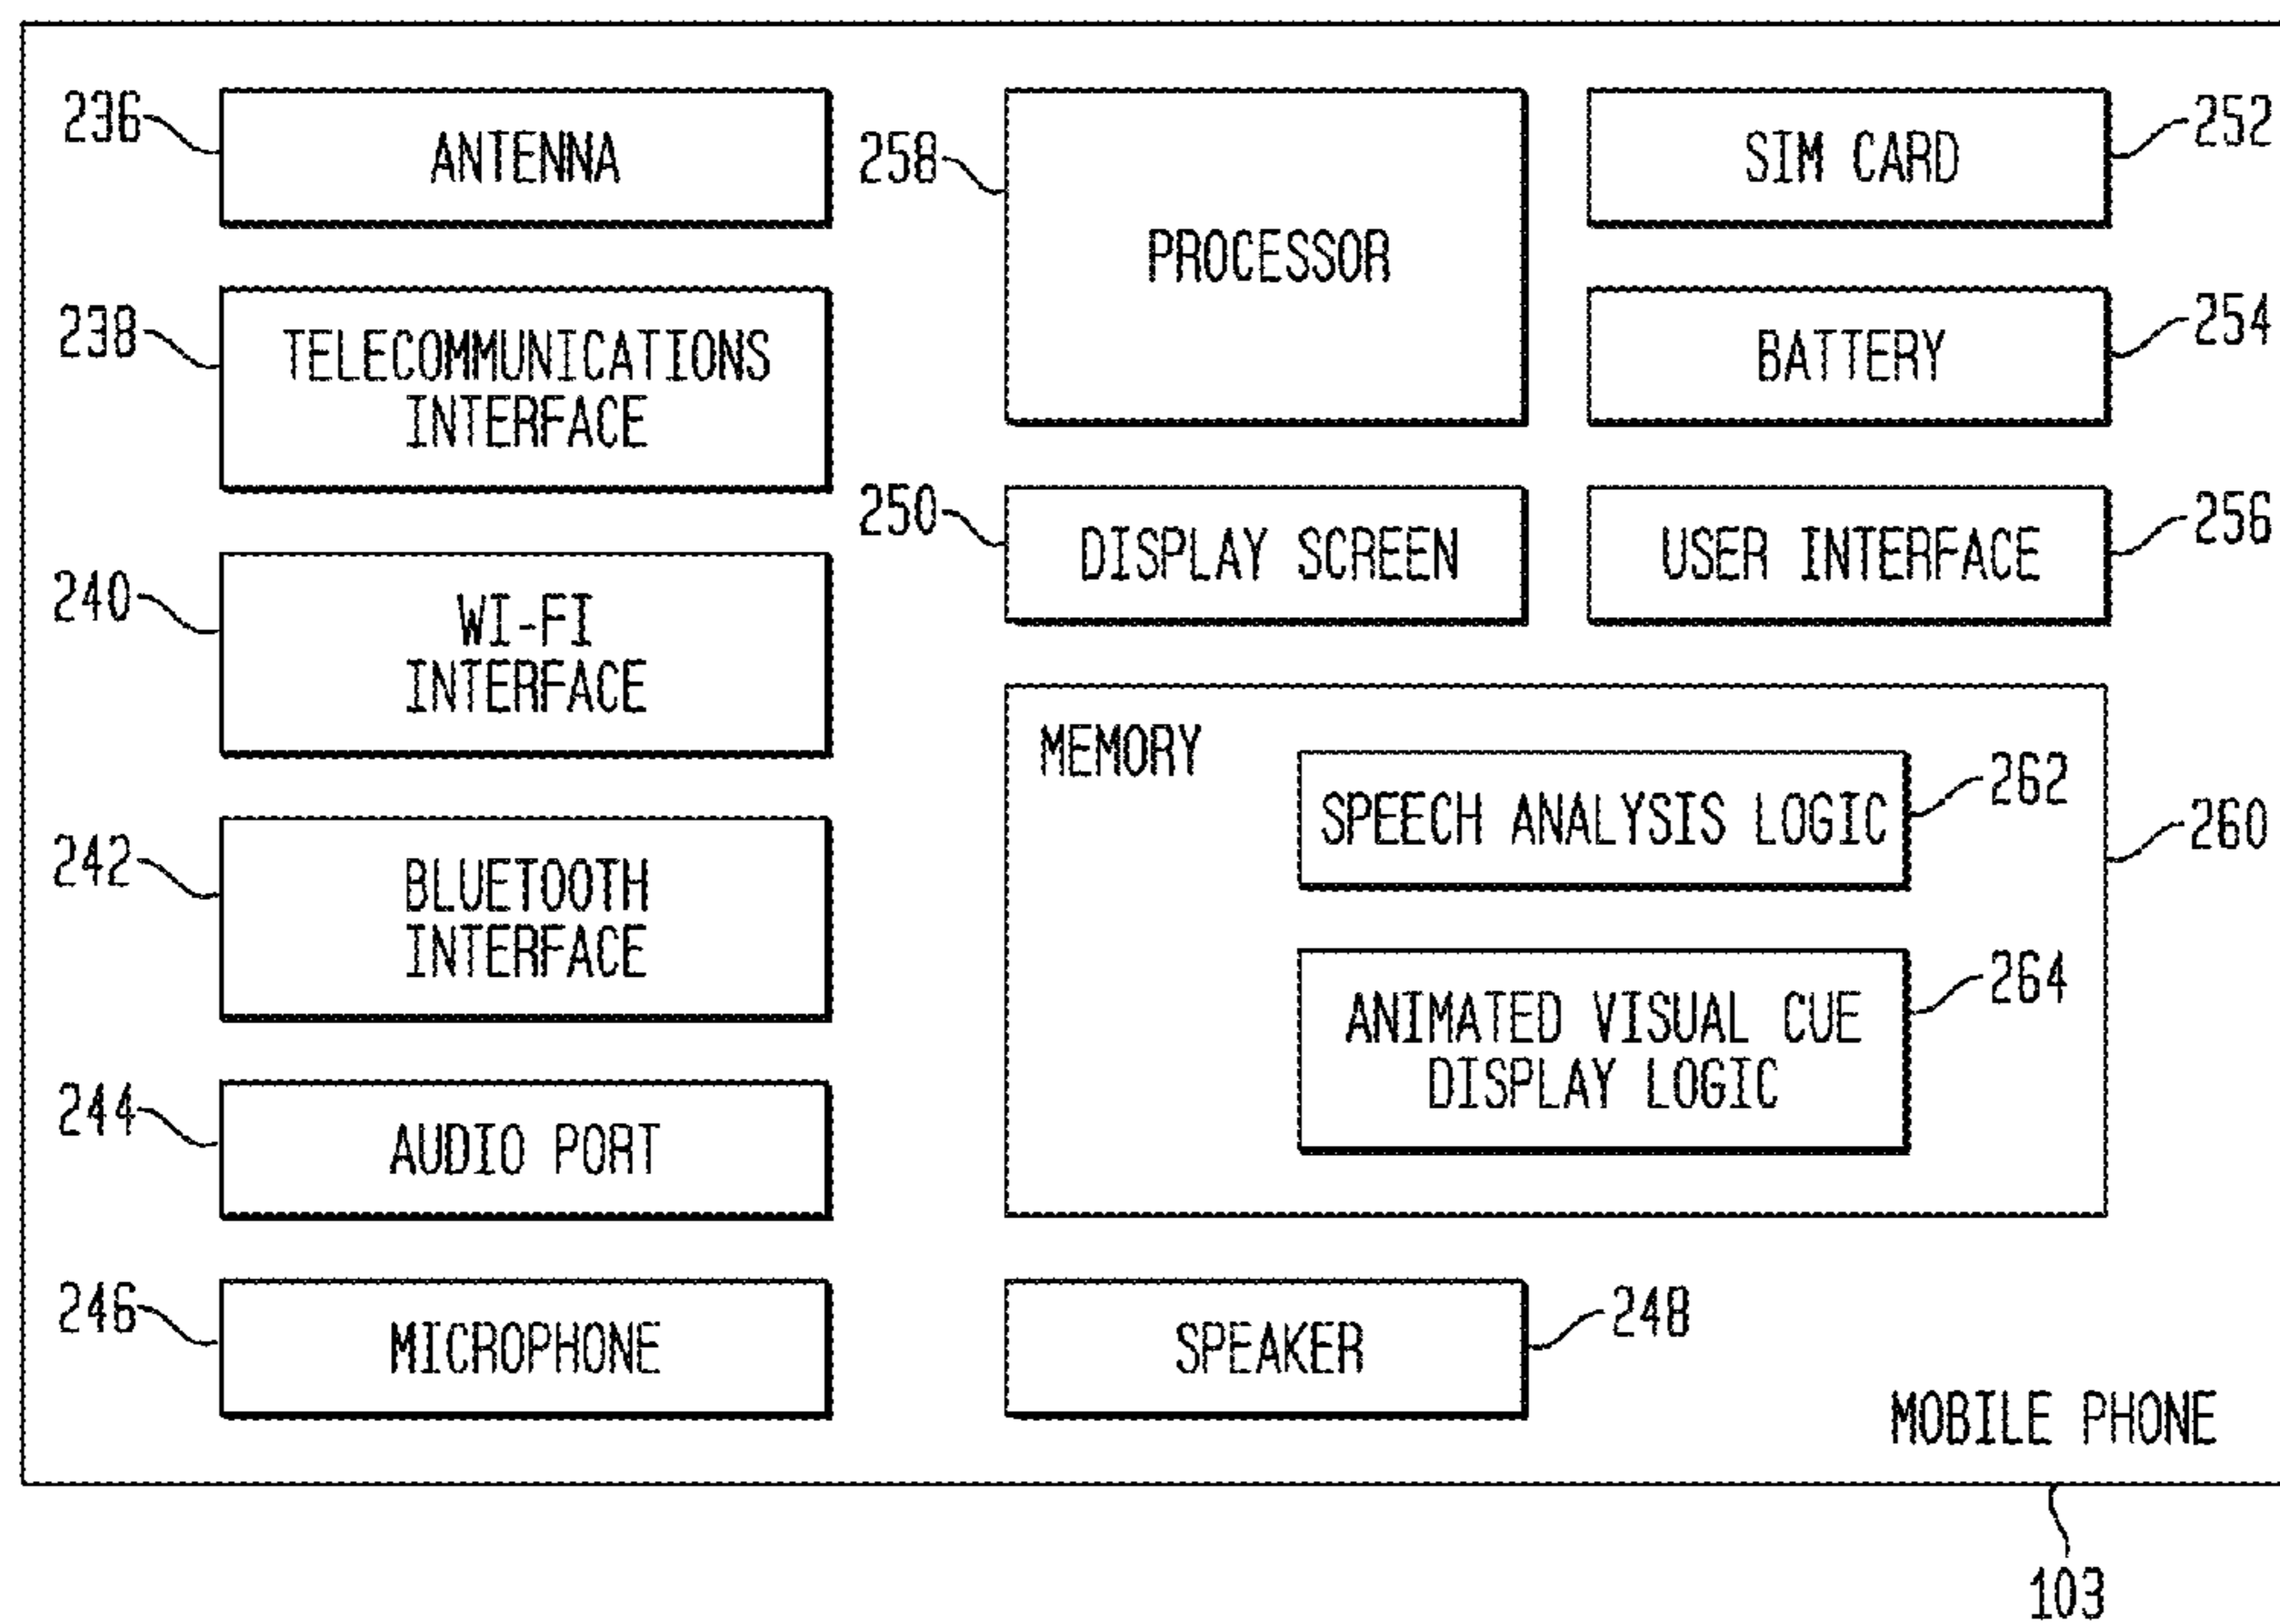 236
ANTENNA
258
PROCESSOR
SIM CARD
252
238
TELECOMMUNICATIONS
INTERFACE
BATTERY
254
250
DISPLAY SCREEN
USER INTERFACE
256
240
WI-FI
INTERFACE
MEMORY
SPEECH ANALYSIS LOGIC
262
260
242
BLUETOOTH
INTERFACE
ANIMATED VISUAL CUE
DISPLAY LOGIC
264
244
AUDIO PORT
246
MICROPHONE
SPEAKER
248
MOBILE PHONE
103